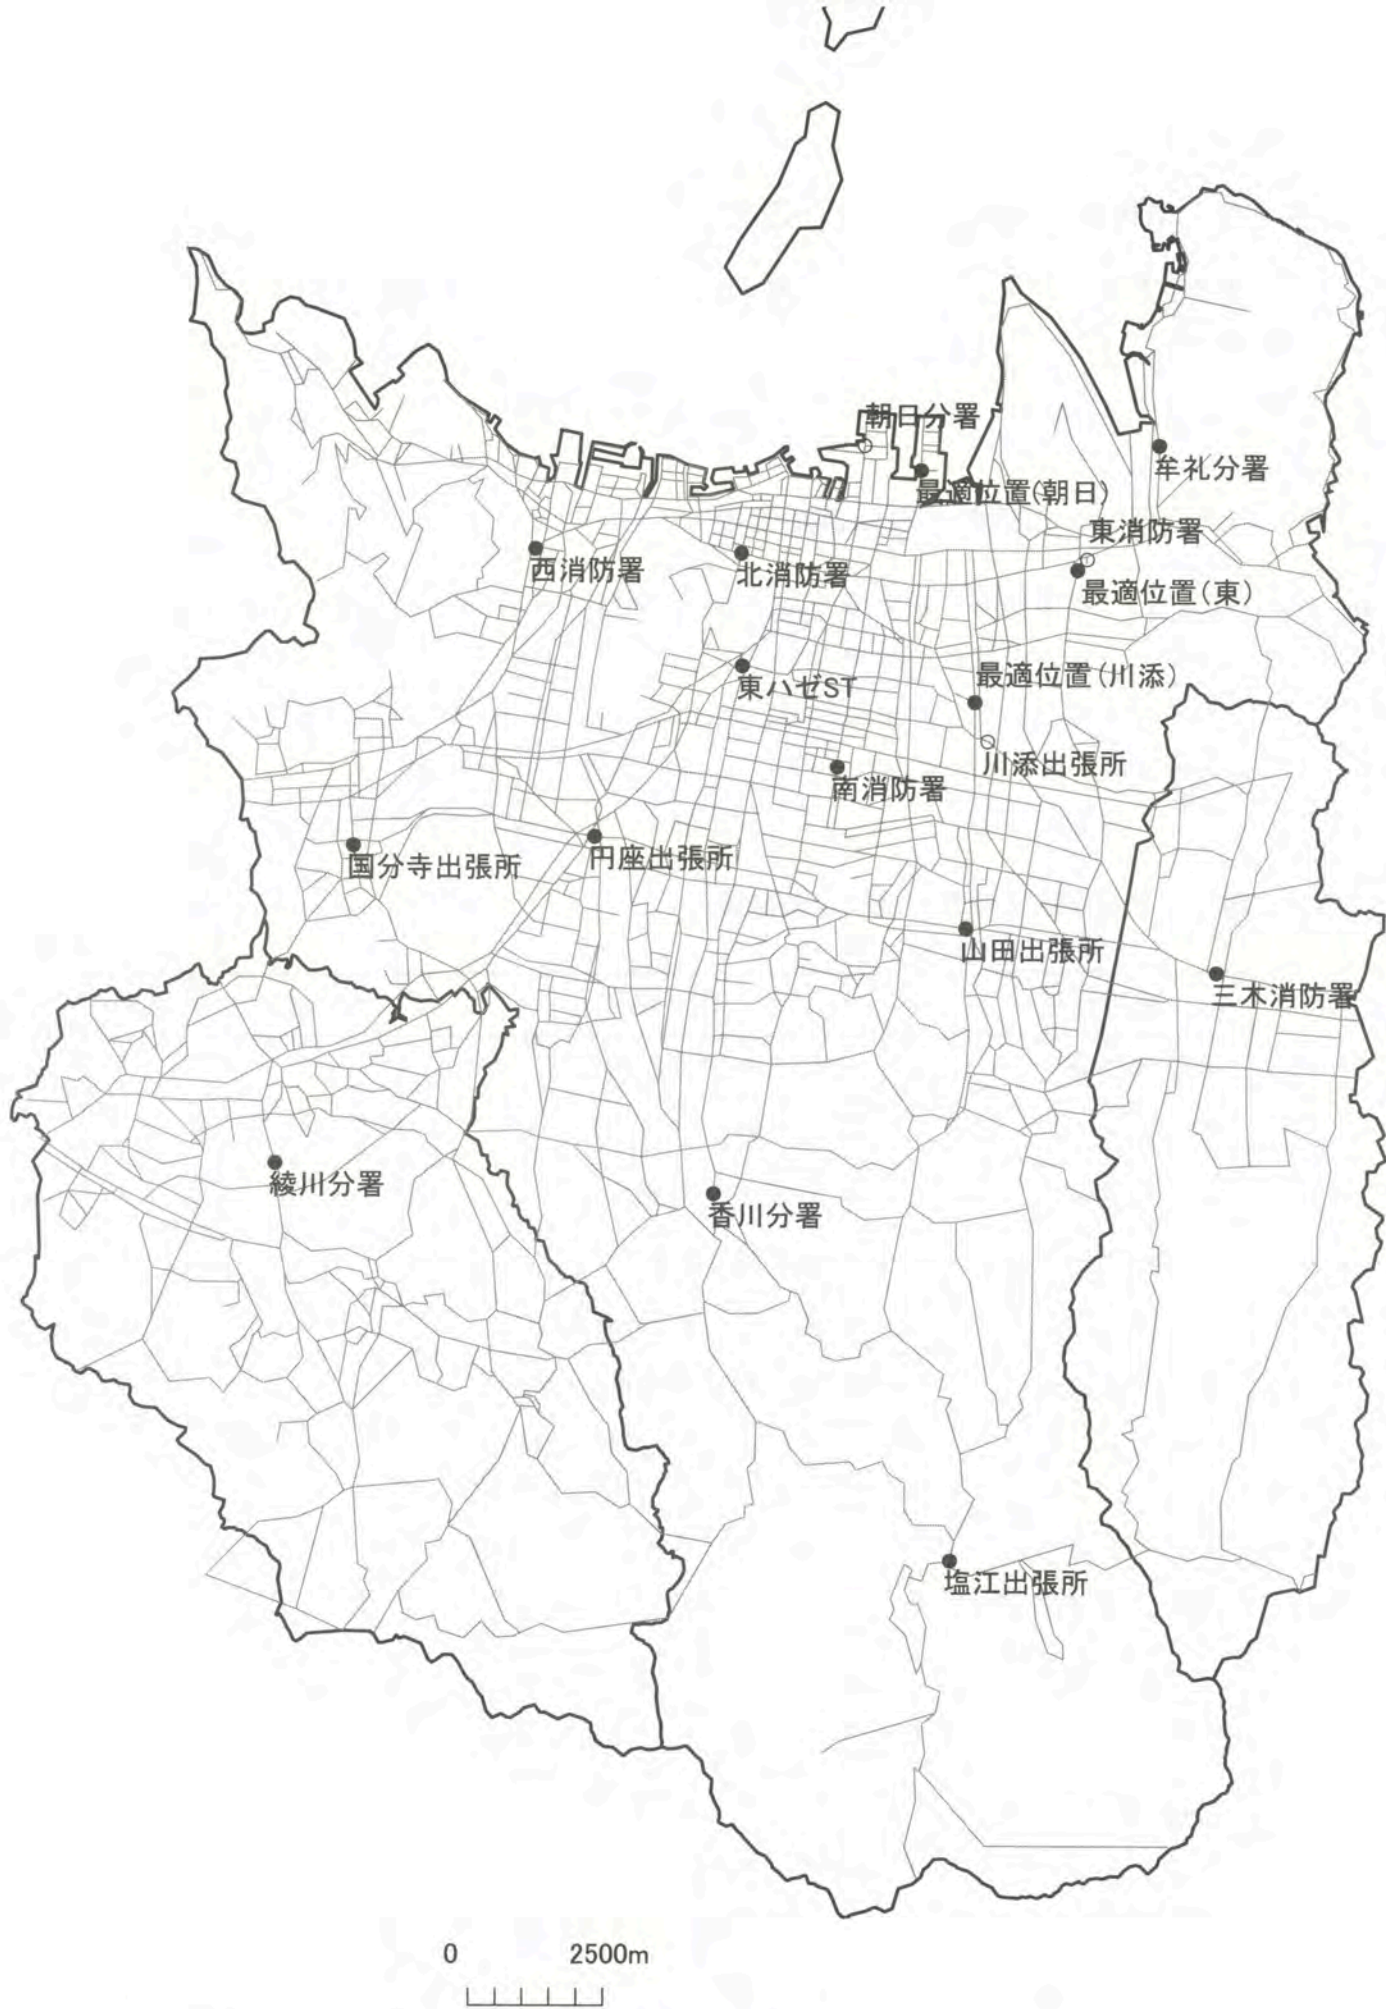 朝日分署
牟礼分署
最適位置(朝日)
東消防署
西消防署
北消防署
最適位置(東)
最適位置(川添)
東ハゼST
川添出張所
南消防署
円座出張所
国分寺出張所
山田出張所
三木消防署
綾川分署
香川分署
塩江出張所
0 2500m